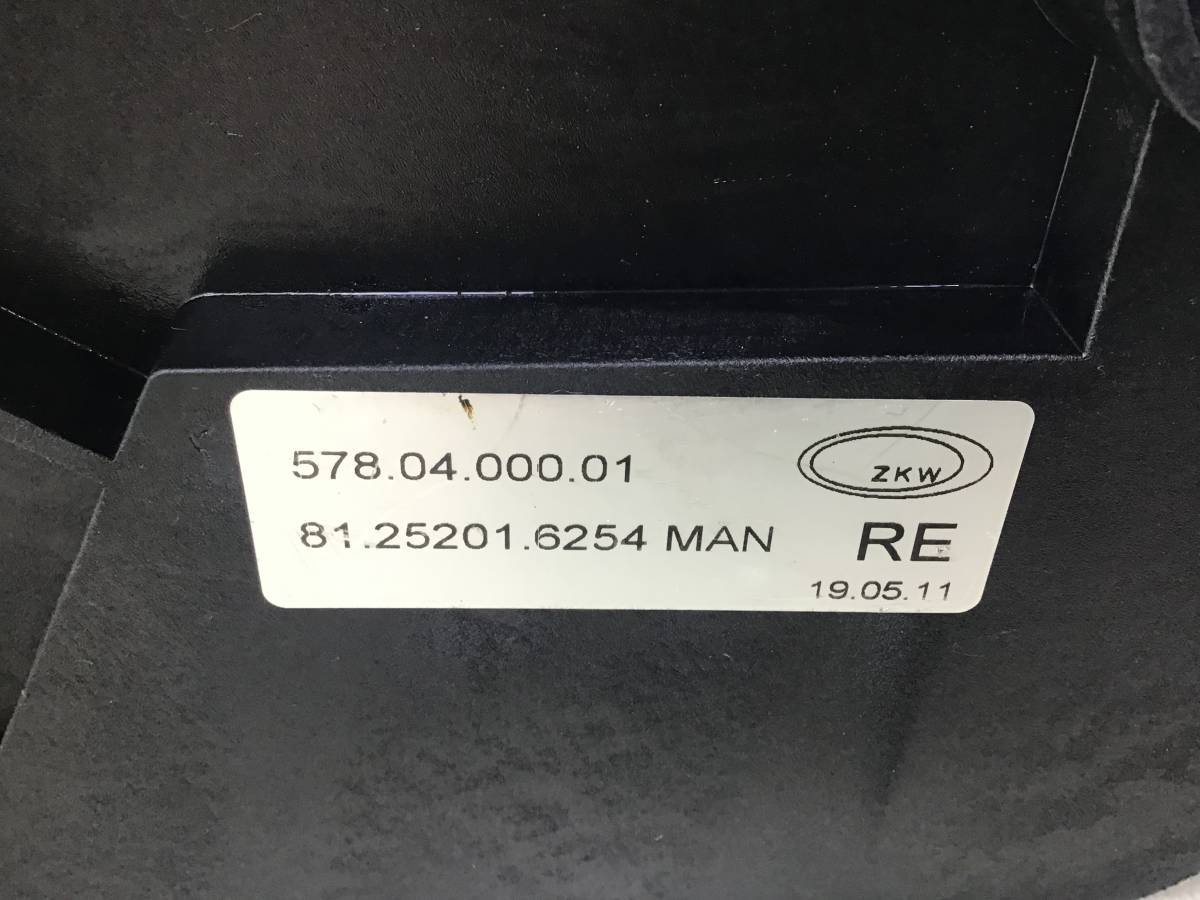 578.04.000.01
ZKW
81.25201.6254 MAN
RE
19.05.11